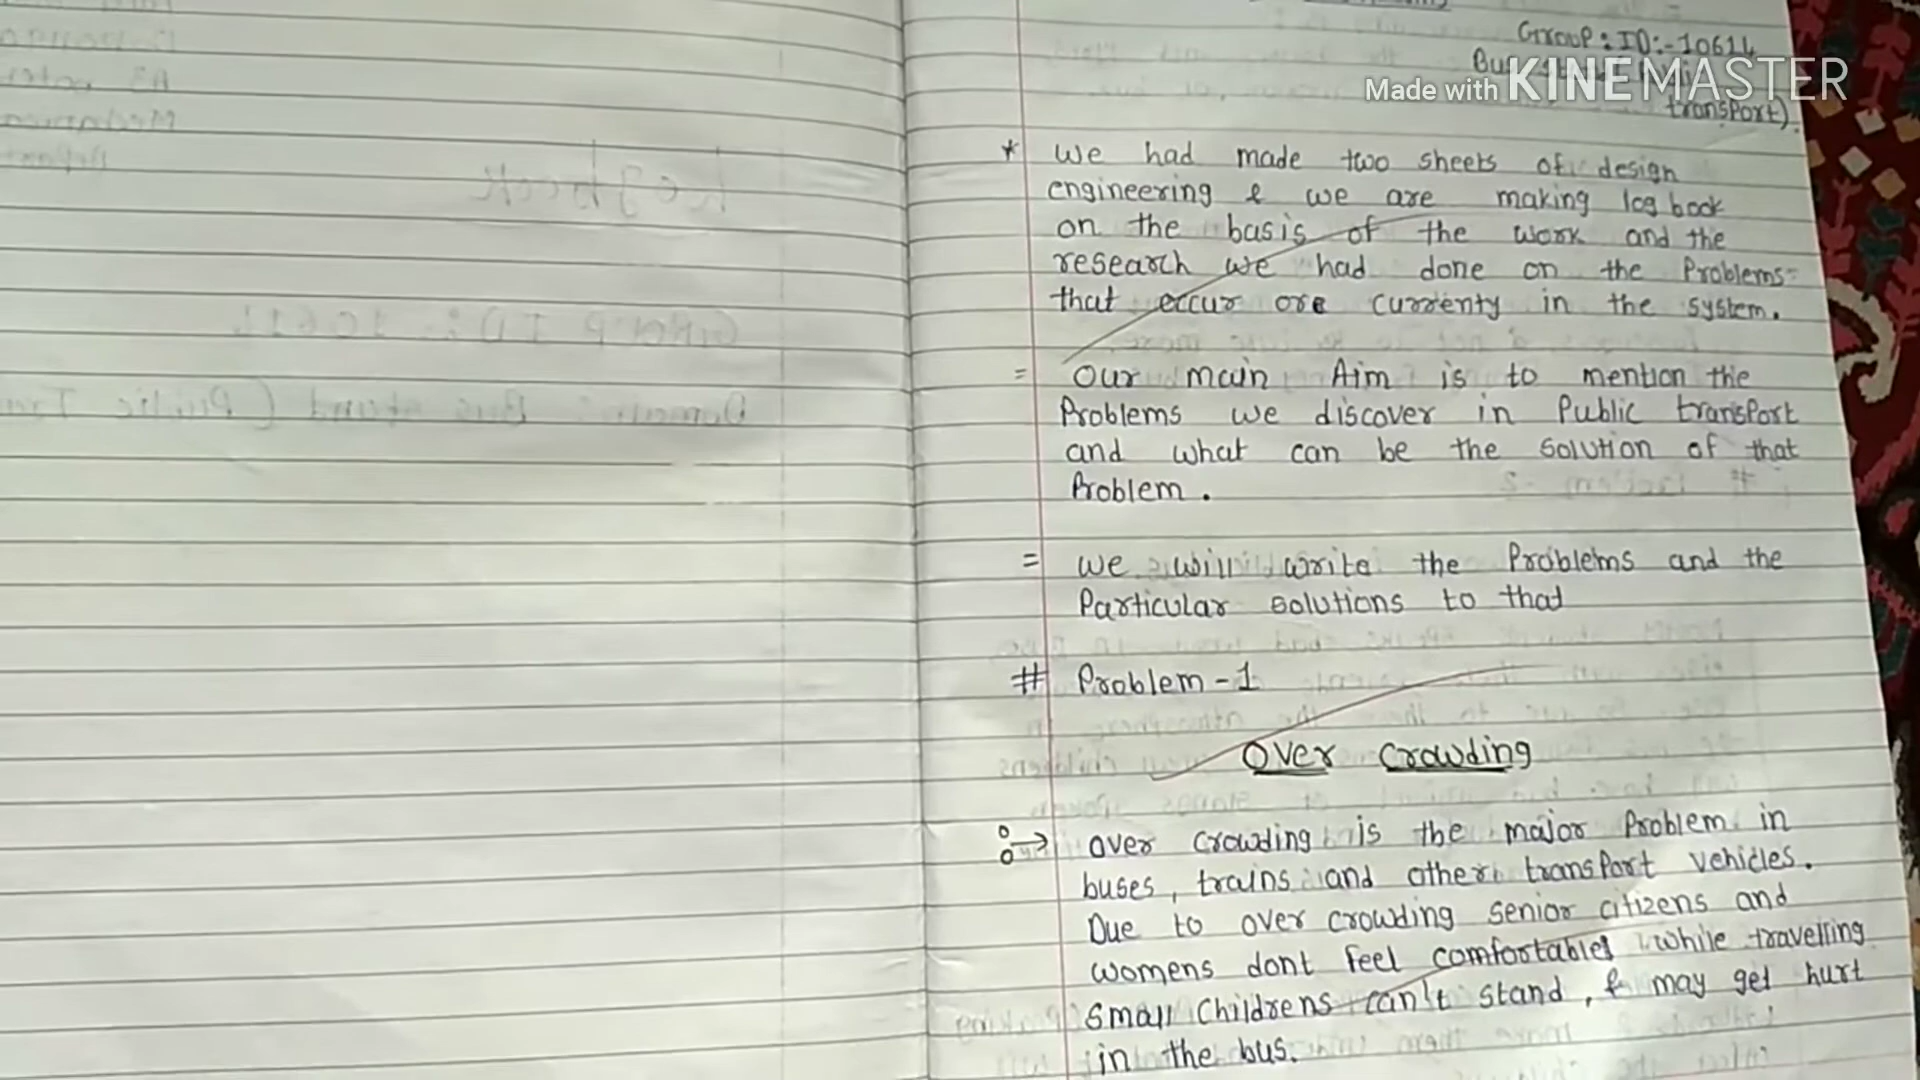 Group: ID:-10614
Made with KINEMASTER
transport).
* We had made two sheets of design
engineering & we are making log book
on the basis of the work and the
research we had done on the Problems
that occur ore currenty in the system.
= Our main Aim is to mention the
Problems we discover in Public transport
and what can be the solution of that
Problem.
= we will write the Problems and the
Particular solutions to that
# Problem-1
Over Crowding
over crowding is the major Problem in
buses, trains and other transport vehicles.
Due to over crowding senior citizens and
womens dont feel comfortable while travelling
small childrens can't stand, & may get hurt
in the bus.